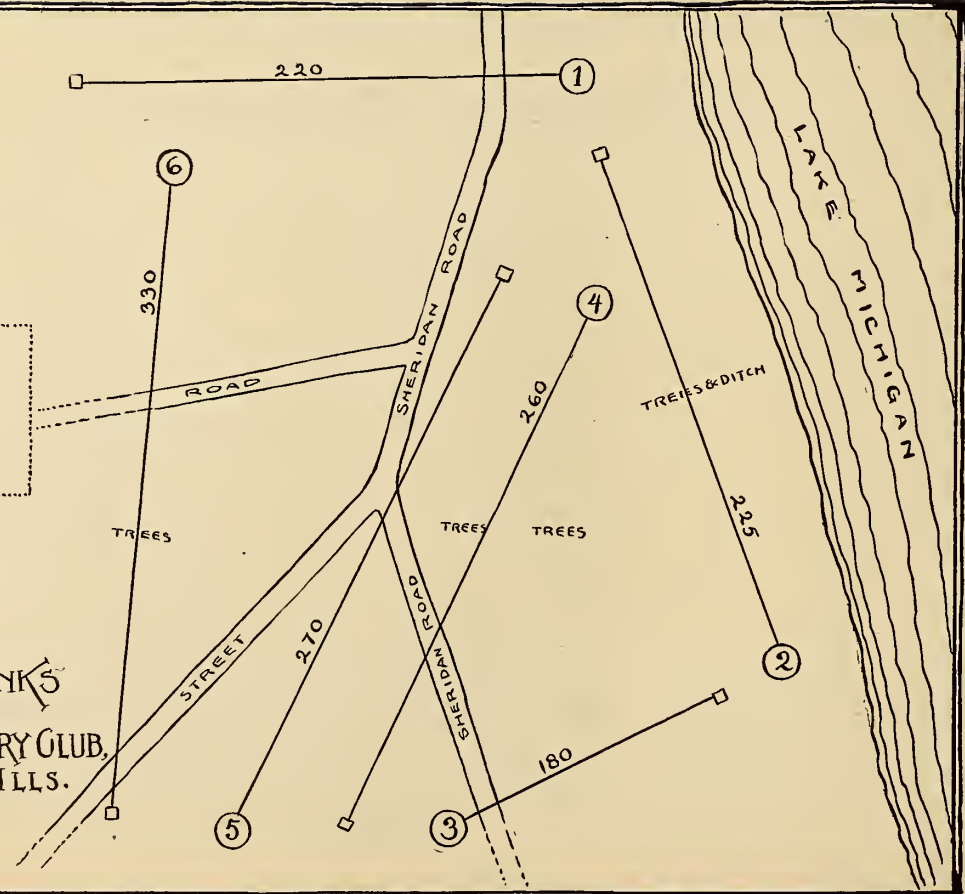 220
1
6
LAKE MICHIGAN
SHERIDAN ROAD
330
4
ROAD
260
TREES & DITCH
225
TREES
TREES
TREES
SHERIDAN ROAD
270
STREET
2
180
5
3
NKS
RY CLUB,
ILLS.